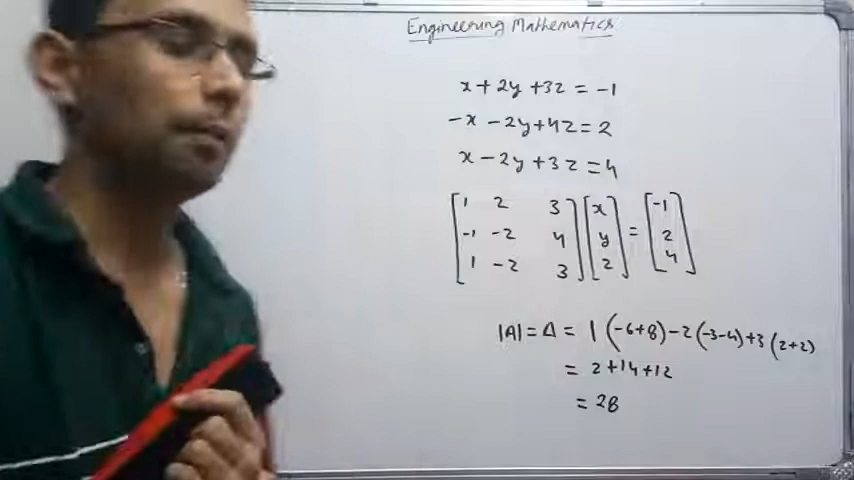 Engineering Mathematics
x + 2y + 3z = -1
-x - 2y + 4z = 2
x - 2y + 3z = 4
[1 2 3] [x] = [-1]
[-1 -2 4] [y] [2]
[1 -2 3] [z] [4]
|A| = Δ = 1(-6+8) -2(-3-4) +3(2+2)
= 2+14+12
= 28